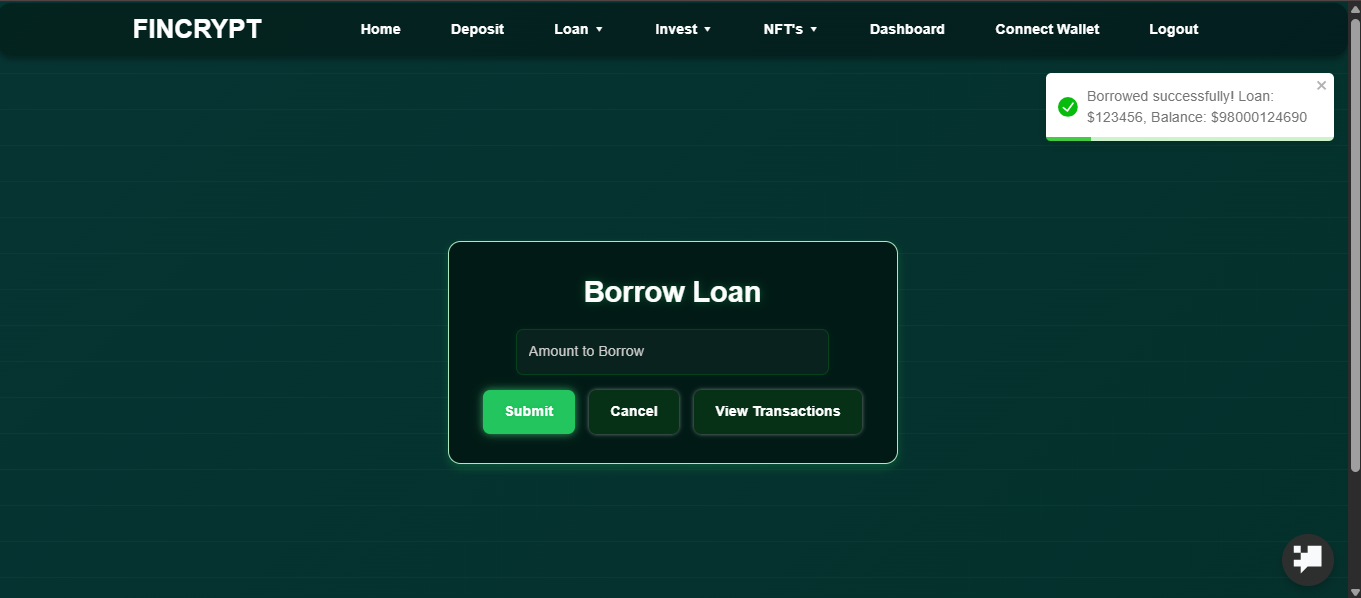 FINCRYPT Home Deposit Loan Invest NFT's Dashboard Connect Wallet Logout
Borrowed successfully! Loan:
$123456, Balance: $98000124690
Borrow Loan
Amount to Borrow
Submit Cancel View Transactions